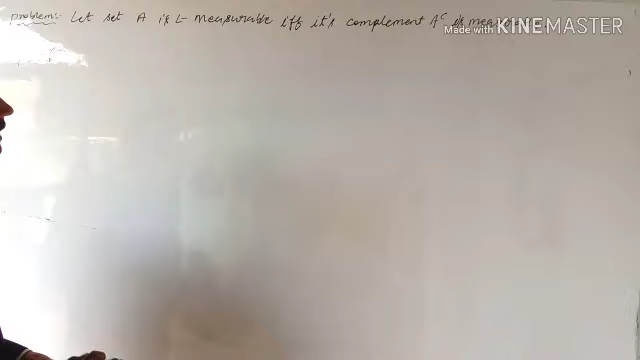 problem:- Let set A is L-measurable iff it's complement A^c is
Made with KINEMASTER